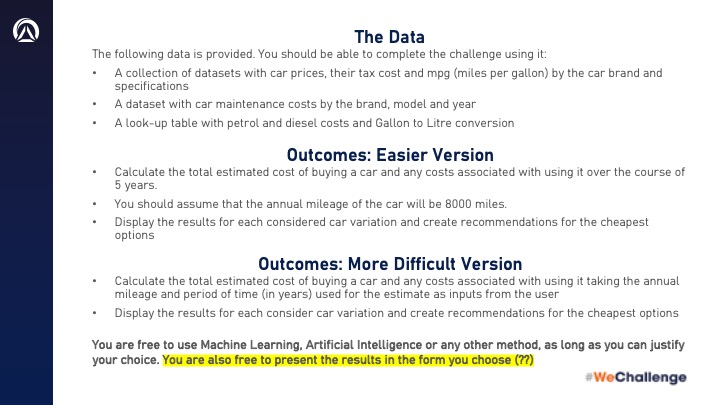 The Data
The following data is provided. You should be able to complete the challenge using it:
• A collection of datasets with car prices, their tax cost and mpg (miles per gallon) by the car brand and
specifications
• A dataset with car maintenance costs by the brand, model and year
• A look-up table with petrol and diesel costs and Gallon to Litre conversion
Outcomes: Easier Version
• Calculate the total estimated cost of buying a car and any costs associated with using it over the course of
5 years.
• You should assume that the annual mileage of the car will be 8000 miles.
• Display the results for each considered car variation and create recommendations for the cheapest
options
Outcomes: More Difficult Version
• Calculate the total estimated cost of buying a car and any costs associated with using it taking the annual
mileage and period of time (in years) used for the estimate as inputs from the user
• Display the results for each consider car variation and create recommendations for the cheapest options
You are free to use Machine Learning, Artificial Intelligence or any other method, as long as you can justify
your choice. You are also free to present the results in the form you choose (??)
#WeChallenge